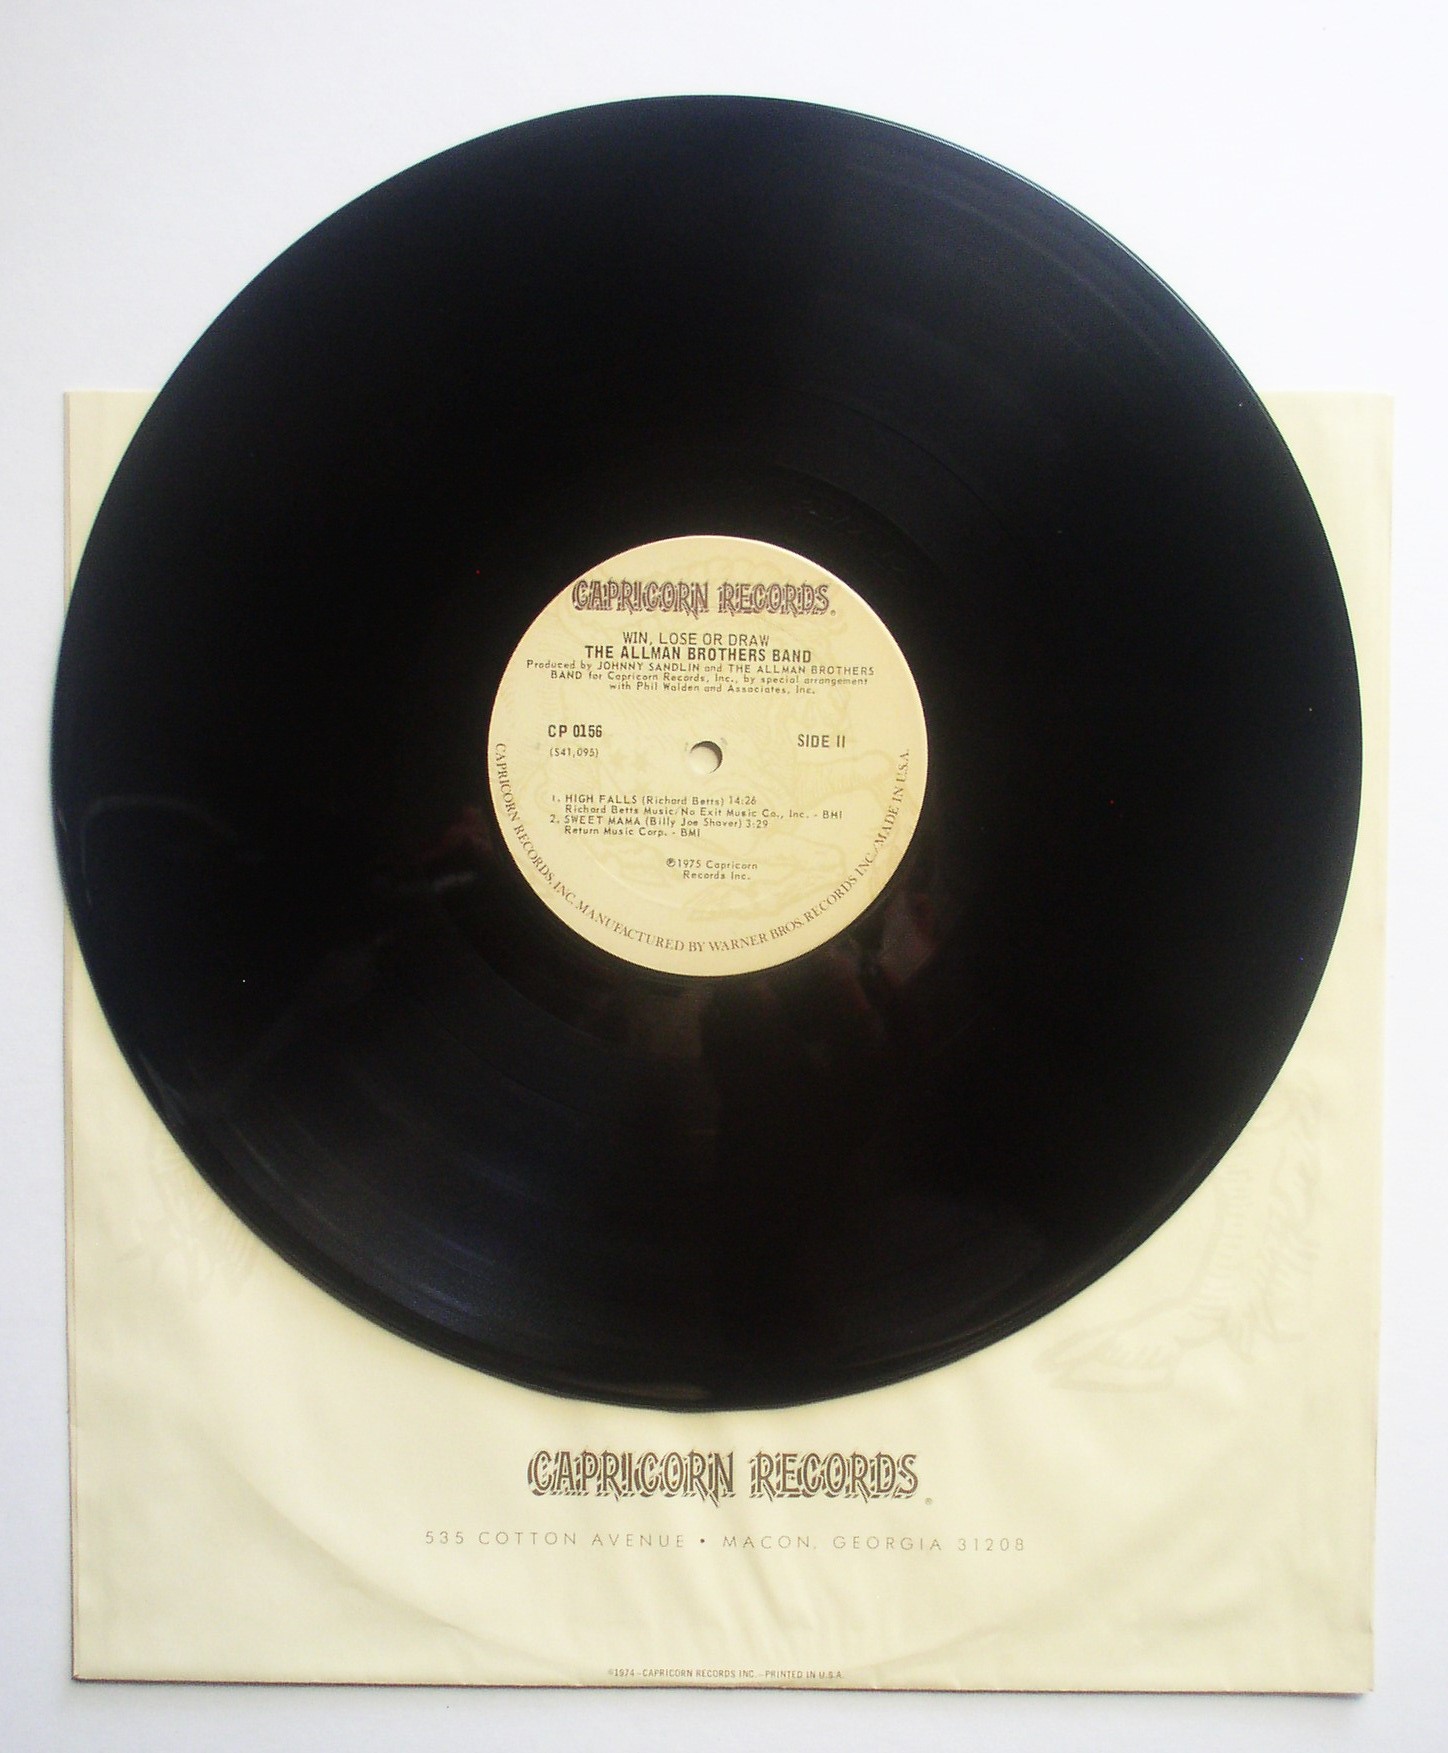 CAPRICORN RECORDS®
WIN, LOSE OR DRAW
THE ALLMAN BROTHERS BAND
Produced by JOHNNY SANDLIN and THE ALLMAN BROTHERS
BAND for Capricorn Records, Inc., by special arrangement
with Phil Walden and Associates, Inc.
CP 0156
(S41,095)
SIDE II
1. HIGH FALLS (Richard Betts) 14:26
Richard Betts Music/No Exit Music Co., Inc. - BMI
2. SWEET MAMA (Billy Joe Shaver) 3:29
Return Music Corp. - BMI
℗1975 Capricorn
Records Inc.
CAPRICORN RECORDS, INC. MANUFACTURED BY WARNER BROS. RECORDS INC./MADE IN U.S.A.
CAPRICORN RECORDS®
535 COTTON AVENUE • MACON, GEORGIA 31208
©1974-CAPRICORN RECORDS INC.-PRINTED IN U.S.A.